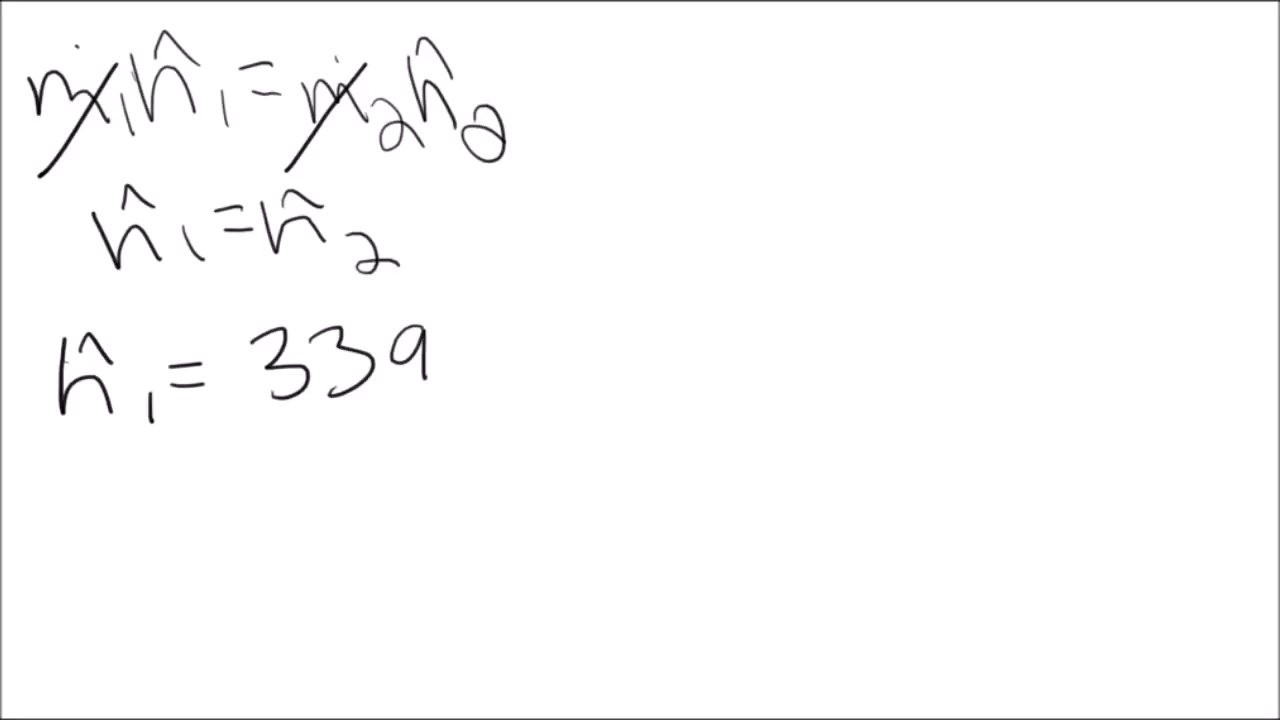 ṁ₁ĥ₁ = ṁ₂ĥ₂
ĥ₁ = ĥ₂
ĥ₁ = 339